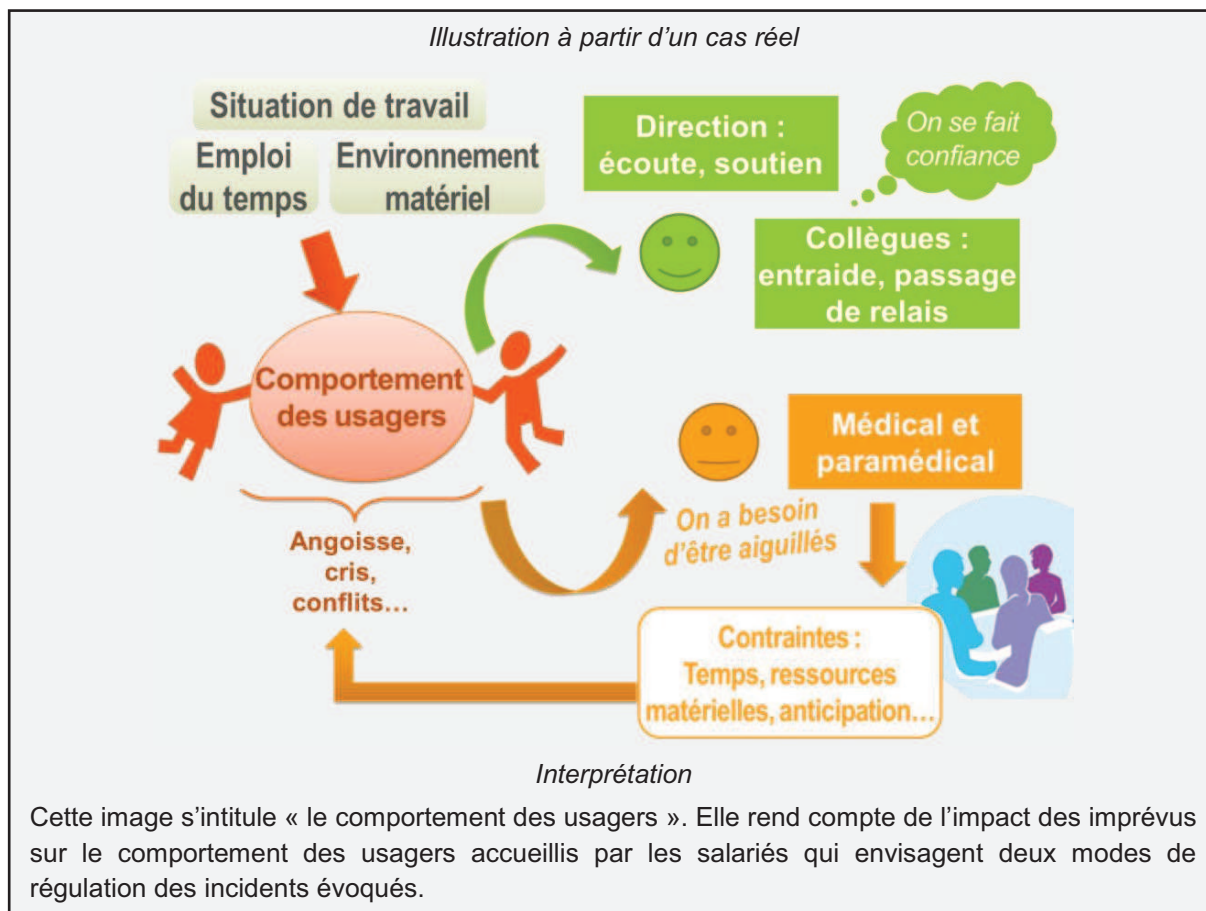 Illustration à partir d’un cas réel
Situation de travail
Emploi
du temps
Environnement
matériel
Direction :
écoute, soutien
On se fait
confiance
Collègues :
entraide, passage
de relais
Comportement
des usagers
Médical et
paramédical
On a besoin
d’être aiguillés
Angoisse,
cris,
conflits…
Contraintes :
Temps, ressources
matérielles, anticipation…
Interprétation
Cette image s’intitule « le comportement des usagers ». Elle rend compte de l’impact des imprévus
sur le comportement des usagers accueillis par les salariés qui envisagent deux modes de
régulation des incidents évoqués.